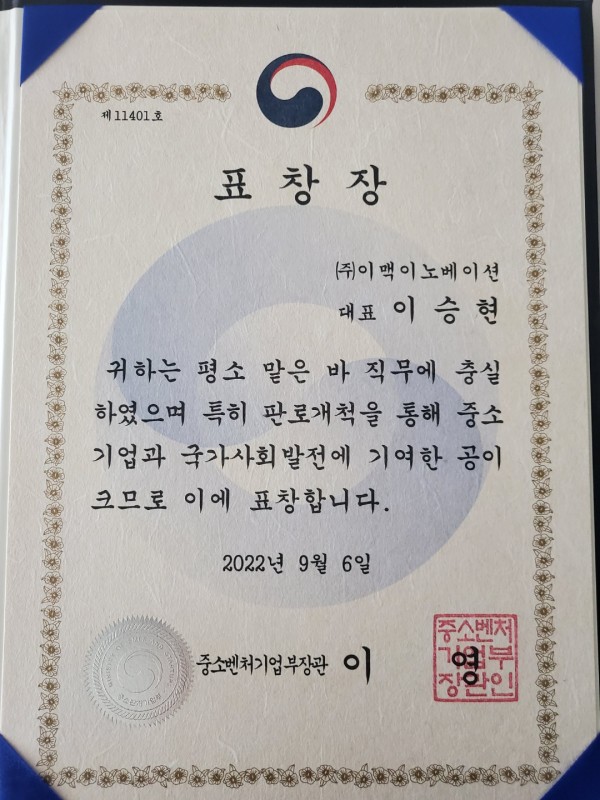 제11401호
표창장
㈜이맥이노베이션
대표 이승현
귀하는 평소 맡은 바 직무에 충실
하였으며 특히 판로개척을 통해 중소
기업과 국가사회발전에 기여한 공이
크므로 이에 표창합니다.
2022년 9월 6일
중소벤처기업부장관 이 영
중소벤처
기업부
장관인